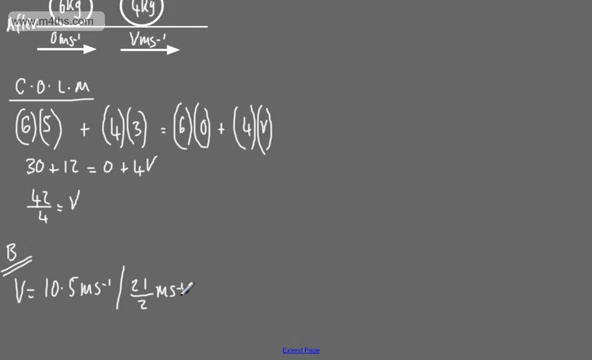 www.m4ths.com
6kg 4kg
After
0ms⁻¹ Vms⁻¹
C.O.L.M
(6)(5) + (4)(3) = (6)(0) + (4)(V)
30 + 12 = 0 + 4V
42/4 = V
B
V = 10.5ms⁻¹ / 21/2 ms⁻¹
Extend Page